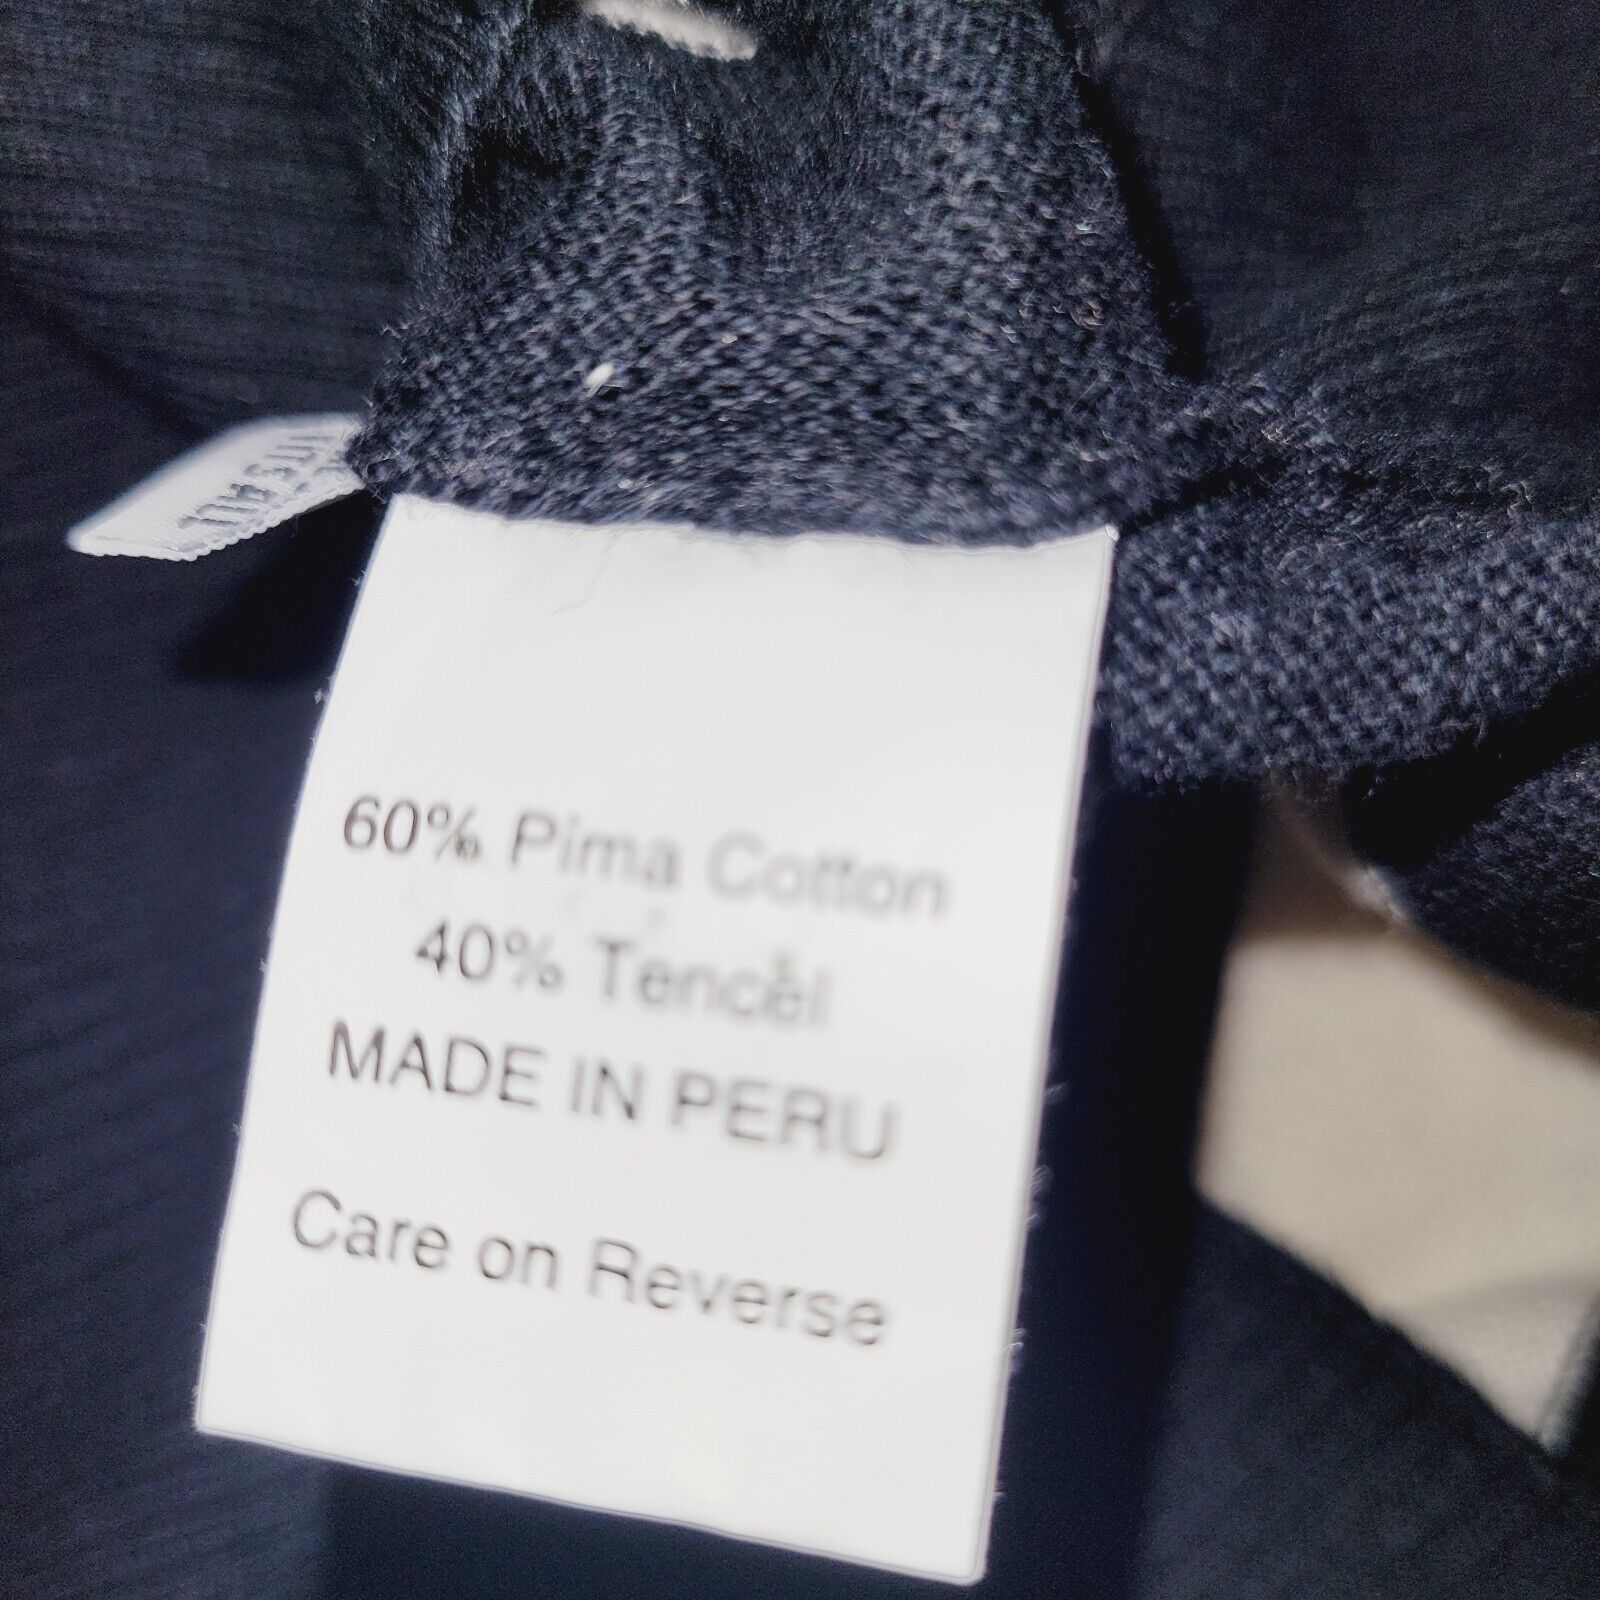 60% Pima Cotton
40% Tencel
MADE IN PERU
Care on Reverse